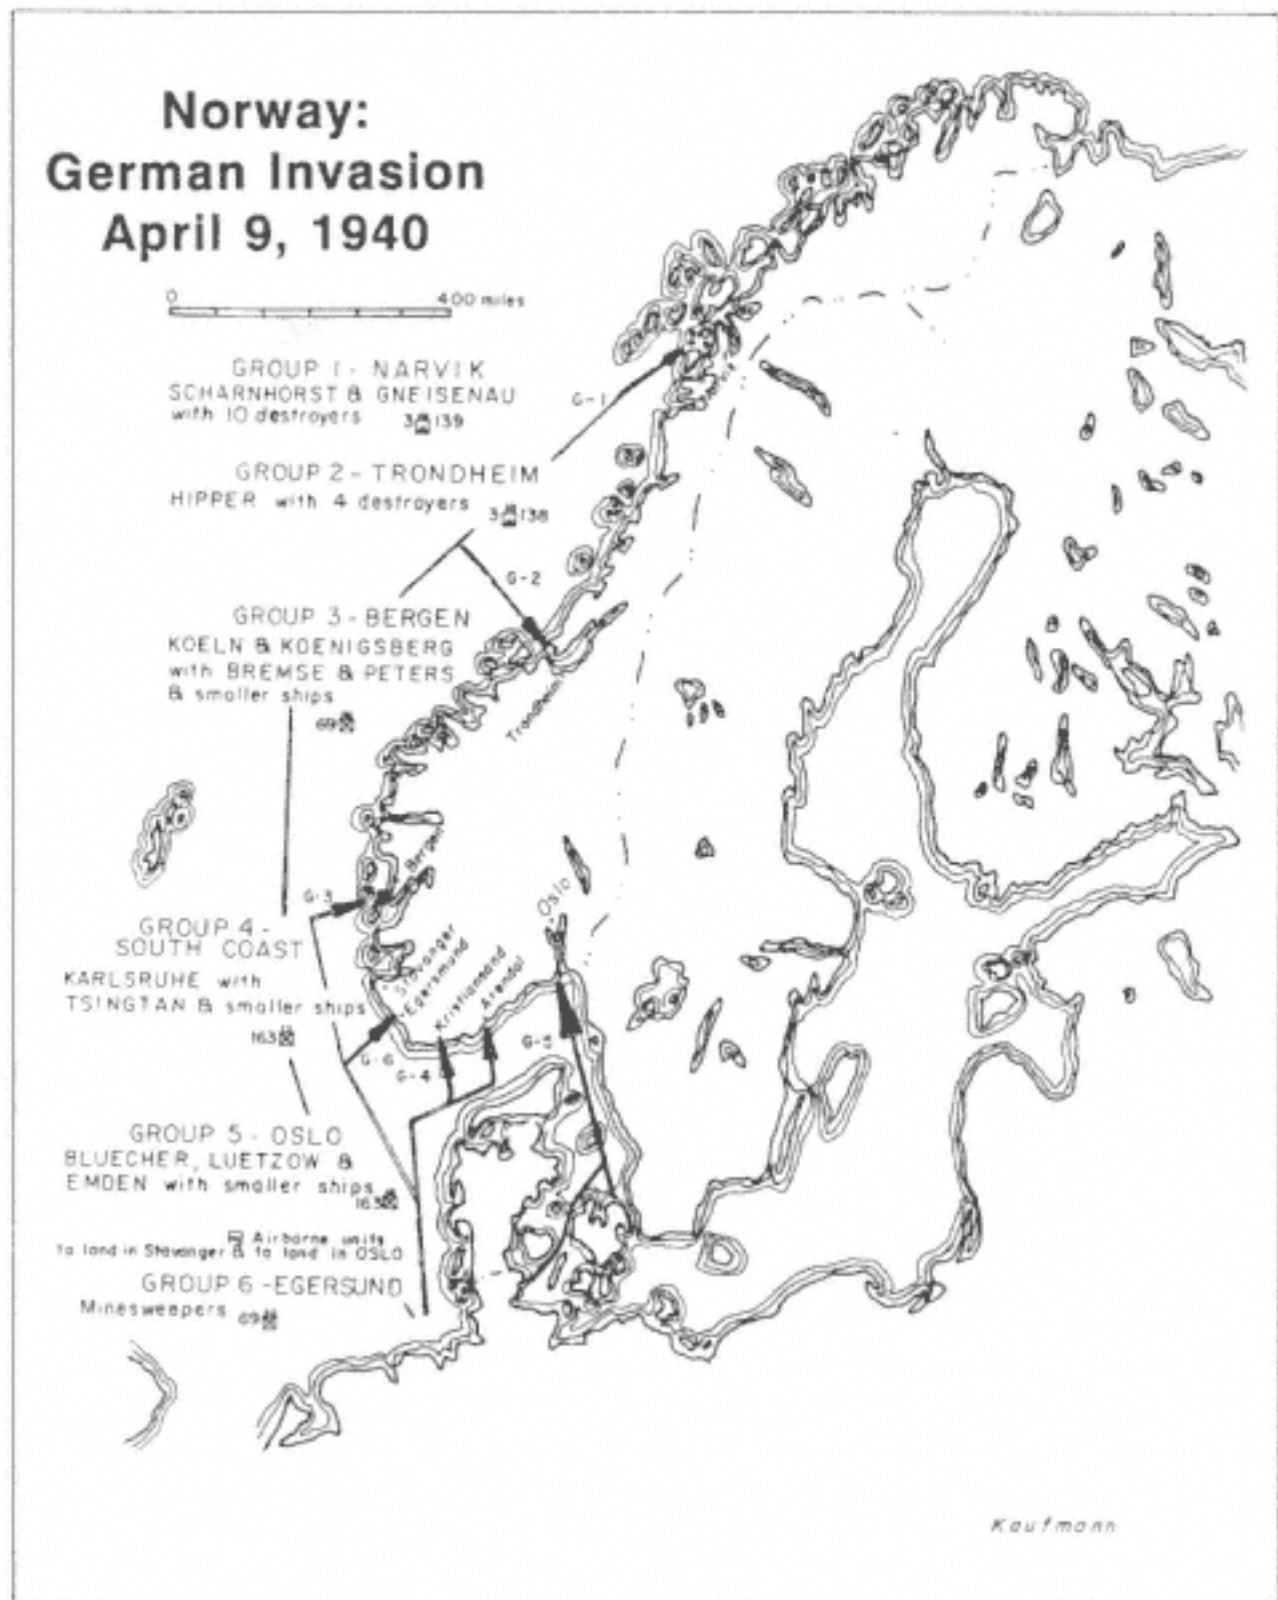 Norway:
German Invasion
April 9, 1940
0 400 miles
GROUP 1 - NARVIK
SCHARNHORST & GNEISENAU
with 10 destroyers 3 139
G-1
GROUP 2 - TRONDHEIM
HIPPER with 4 destroyers 3 138
G-2
GROUP 3 - BERGEN
KOELN & KOENIGSBERG
with BREMSE & PETERS
& smaller ships
69
Trondheim
Bergen
G-3
Oslo
GROUP 4 -
SOUTH COAST
KARLSRUHE with
TSINGTAN & smaller ships
163
Stavanger
Egersmund
Kristiansand
Arendal
G-6
G-4
G-5
GROUP 5 - OSLO
BLUECHER, LUETZOW &
EMDEN with smaller ships
163
Airborne units
to land in Stavanger & to land in OSLO
GROUP 6 - EGERSUND
Minesweepers 69
Kaufmann